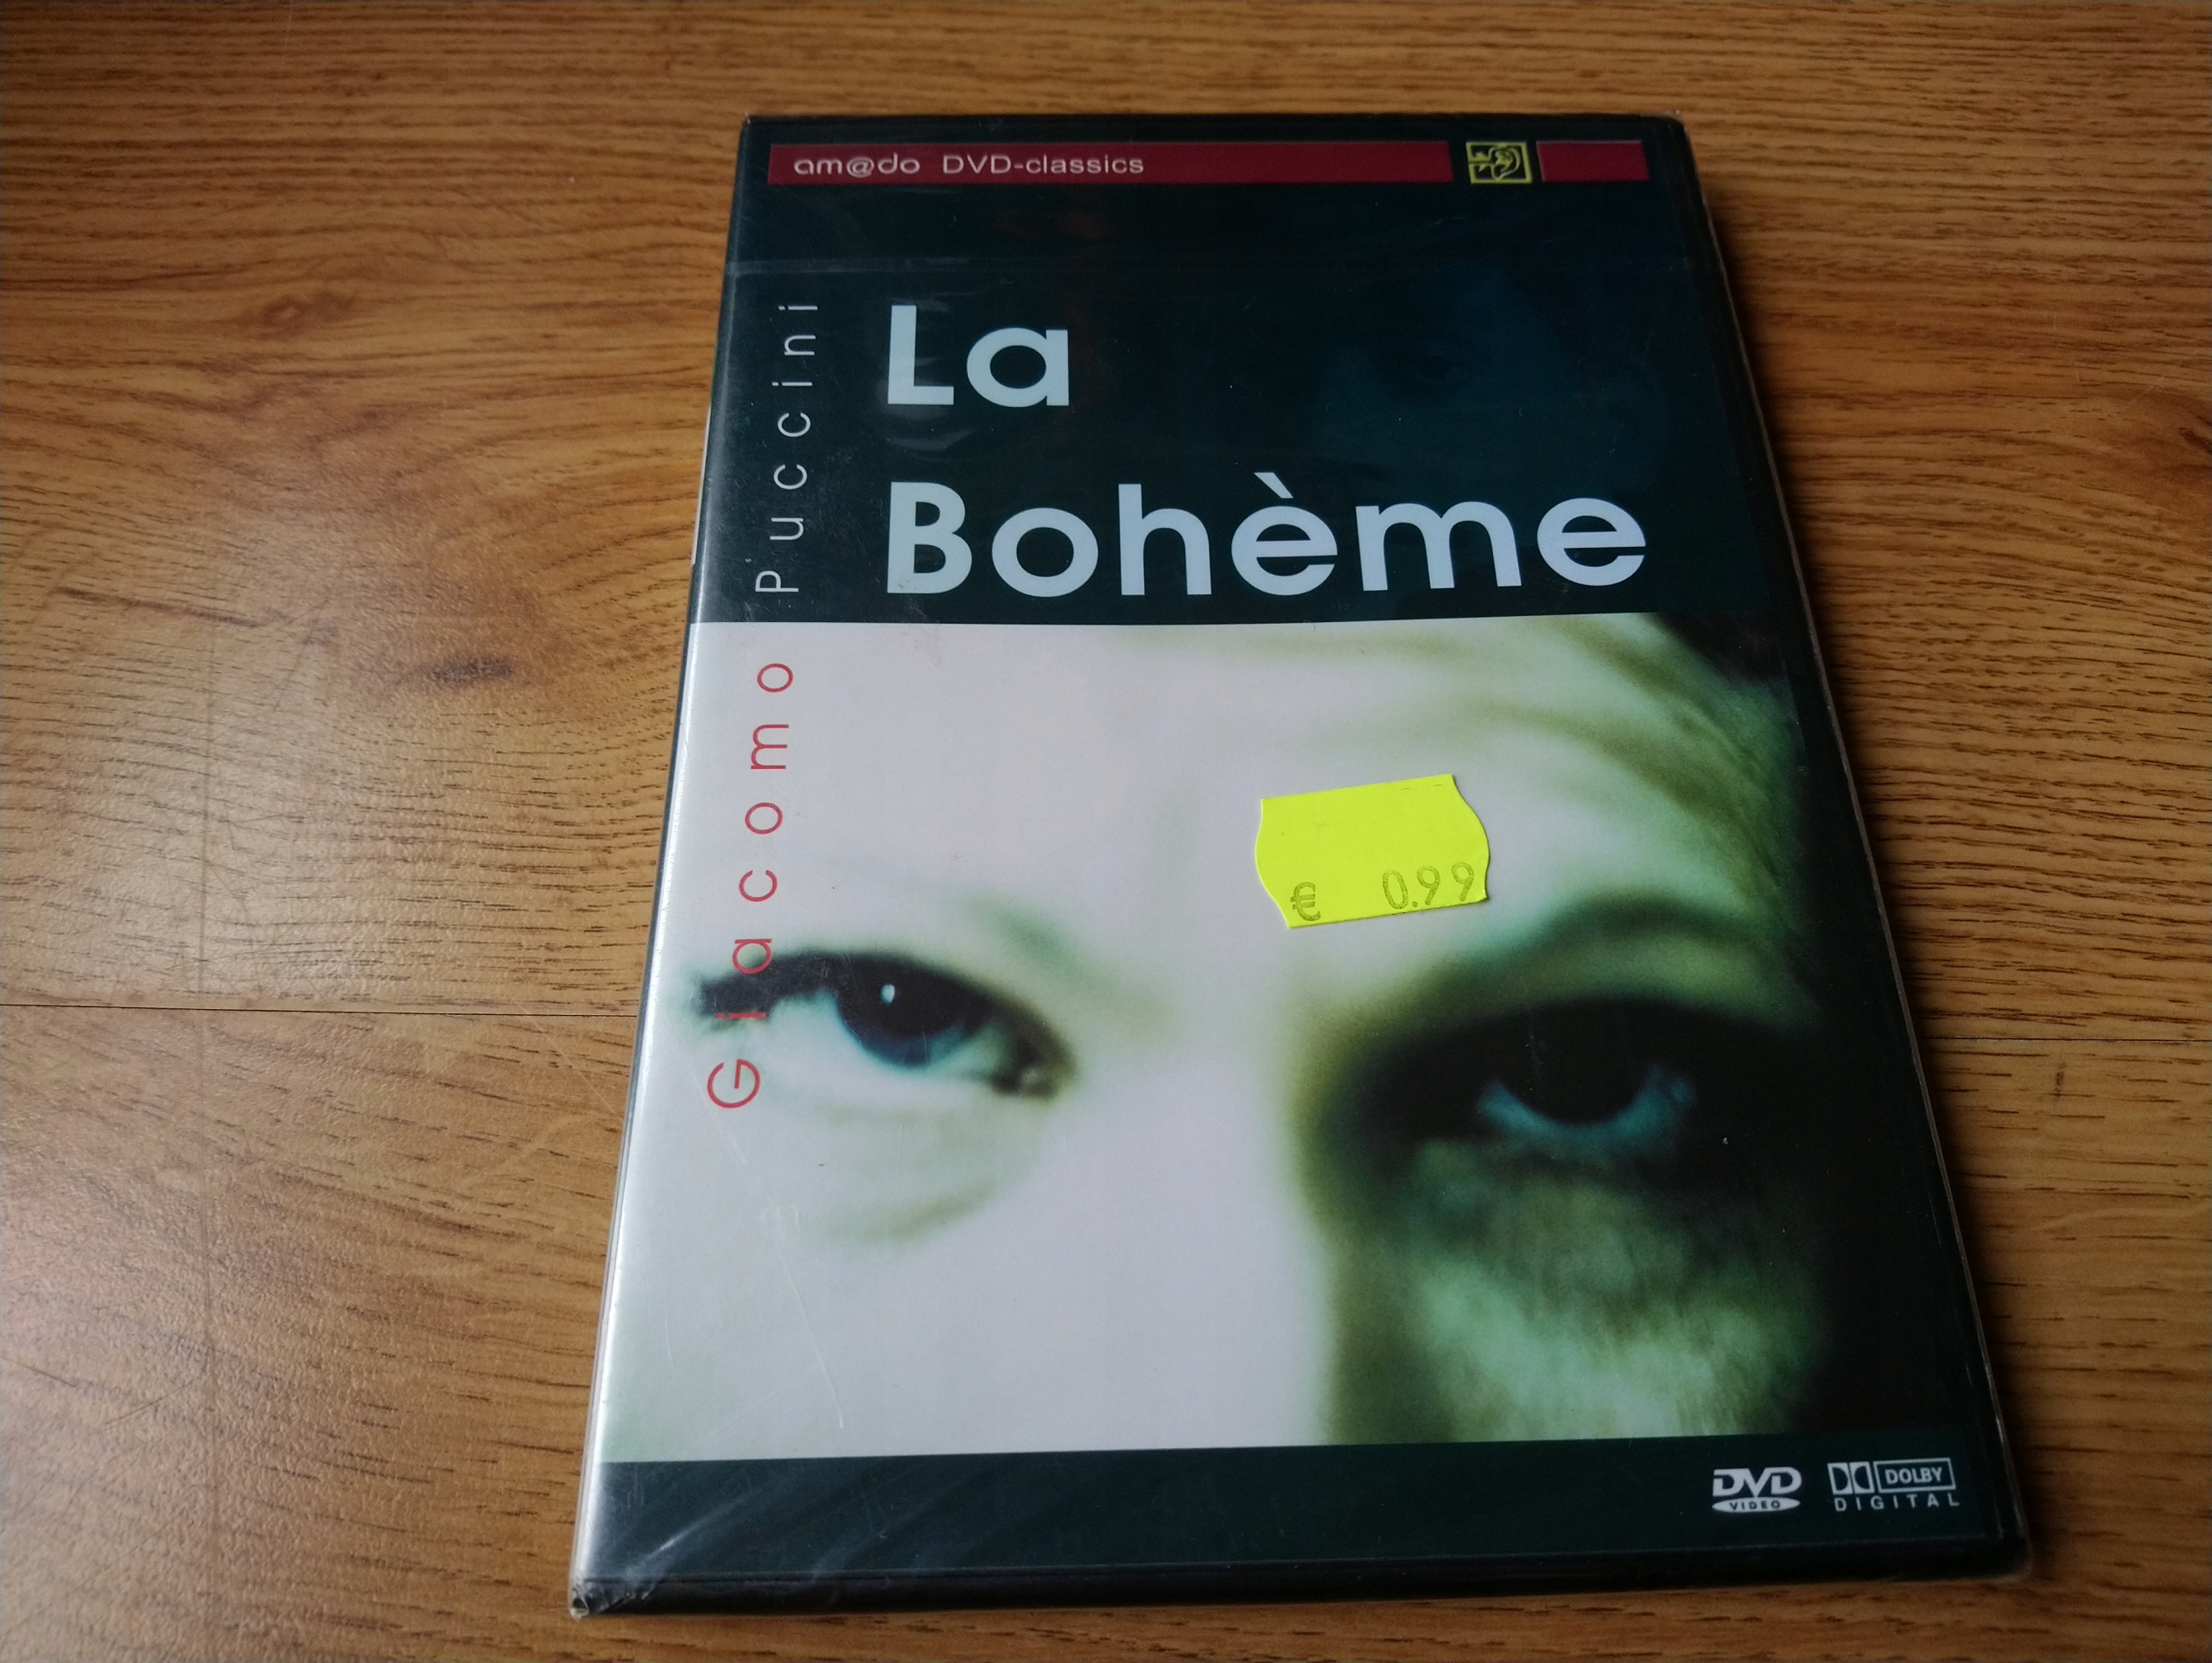 am@do DVD-classics
La
Bohème
Giacomo Puccini
€ 0.99
DVD
VIDEO
DOLBY
DIGITAL